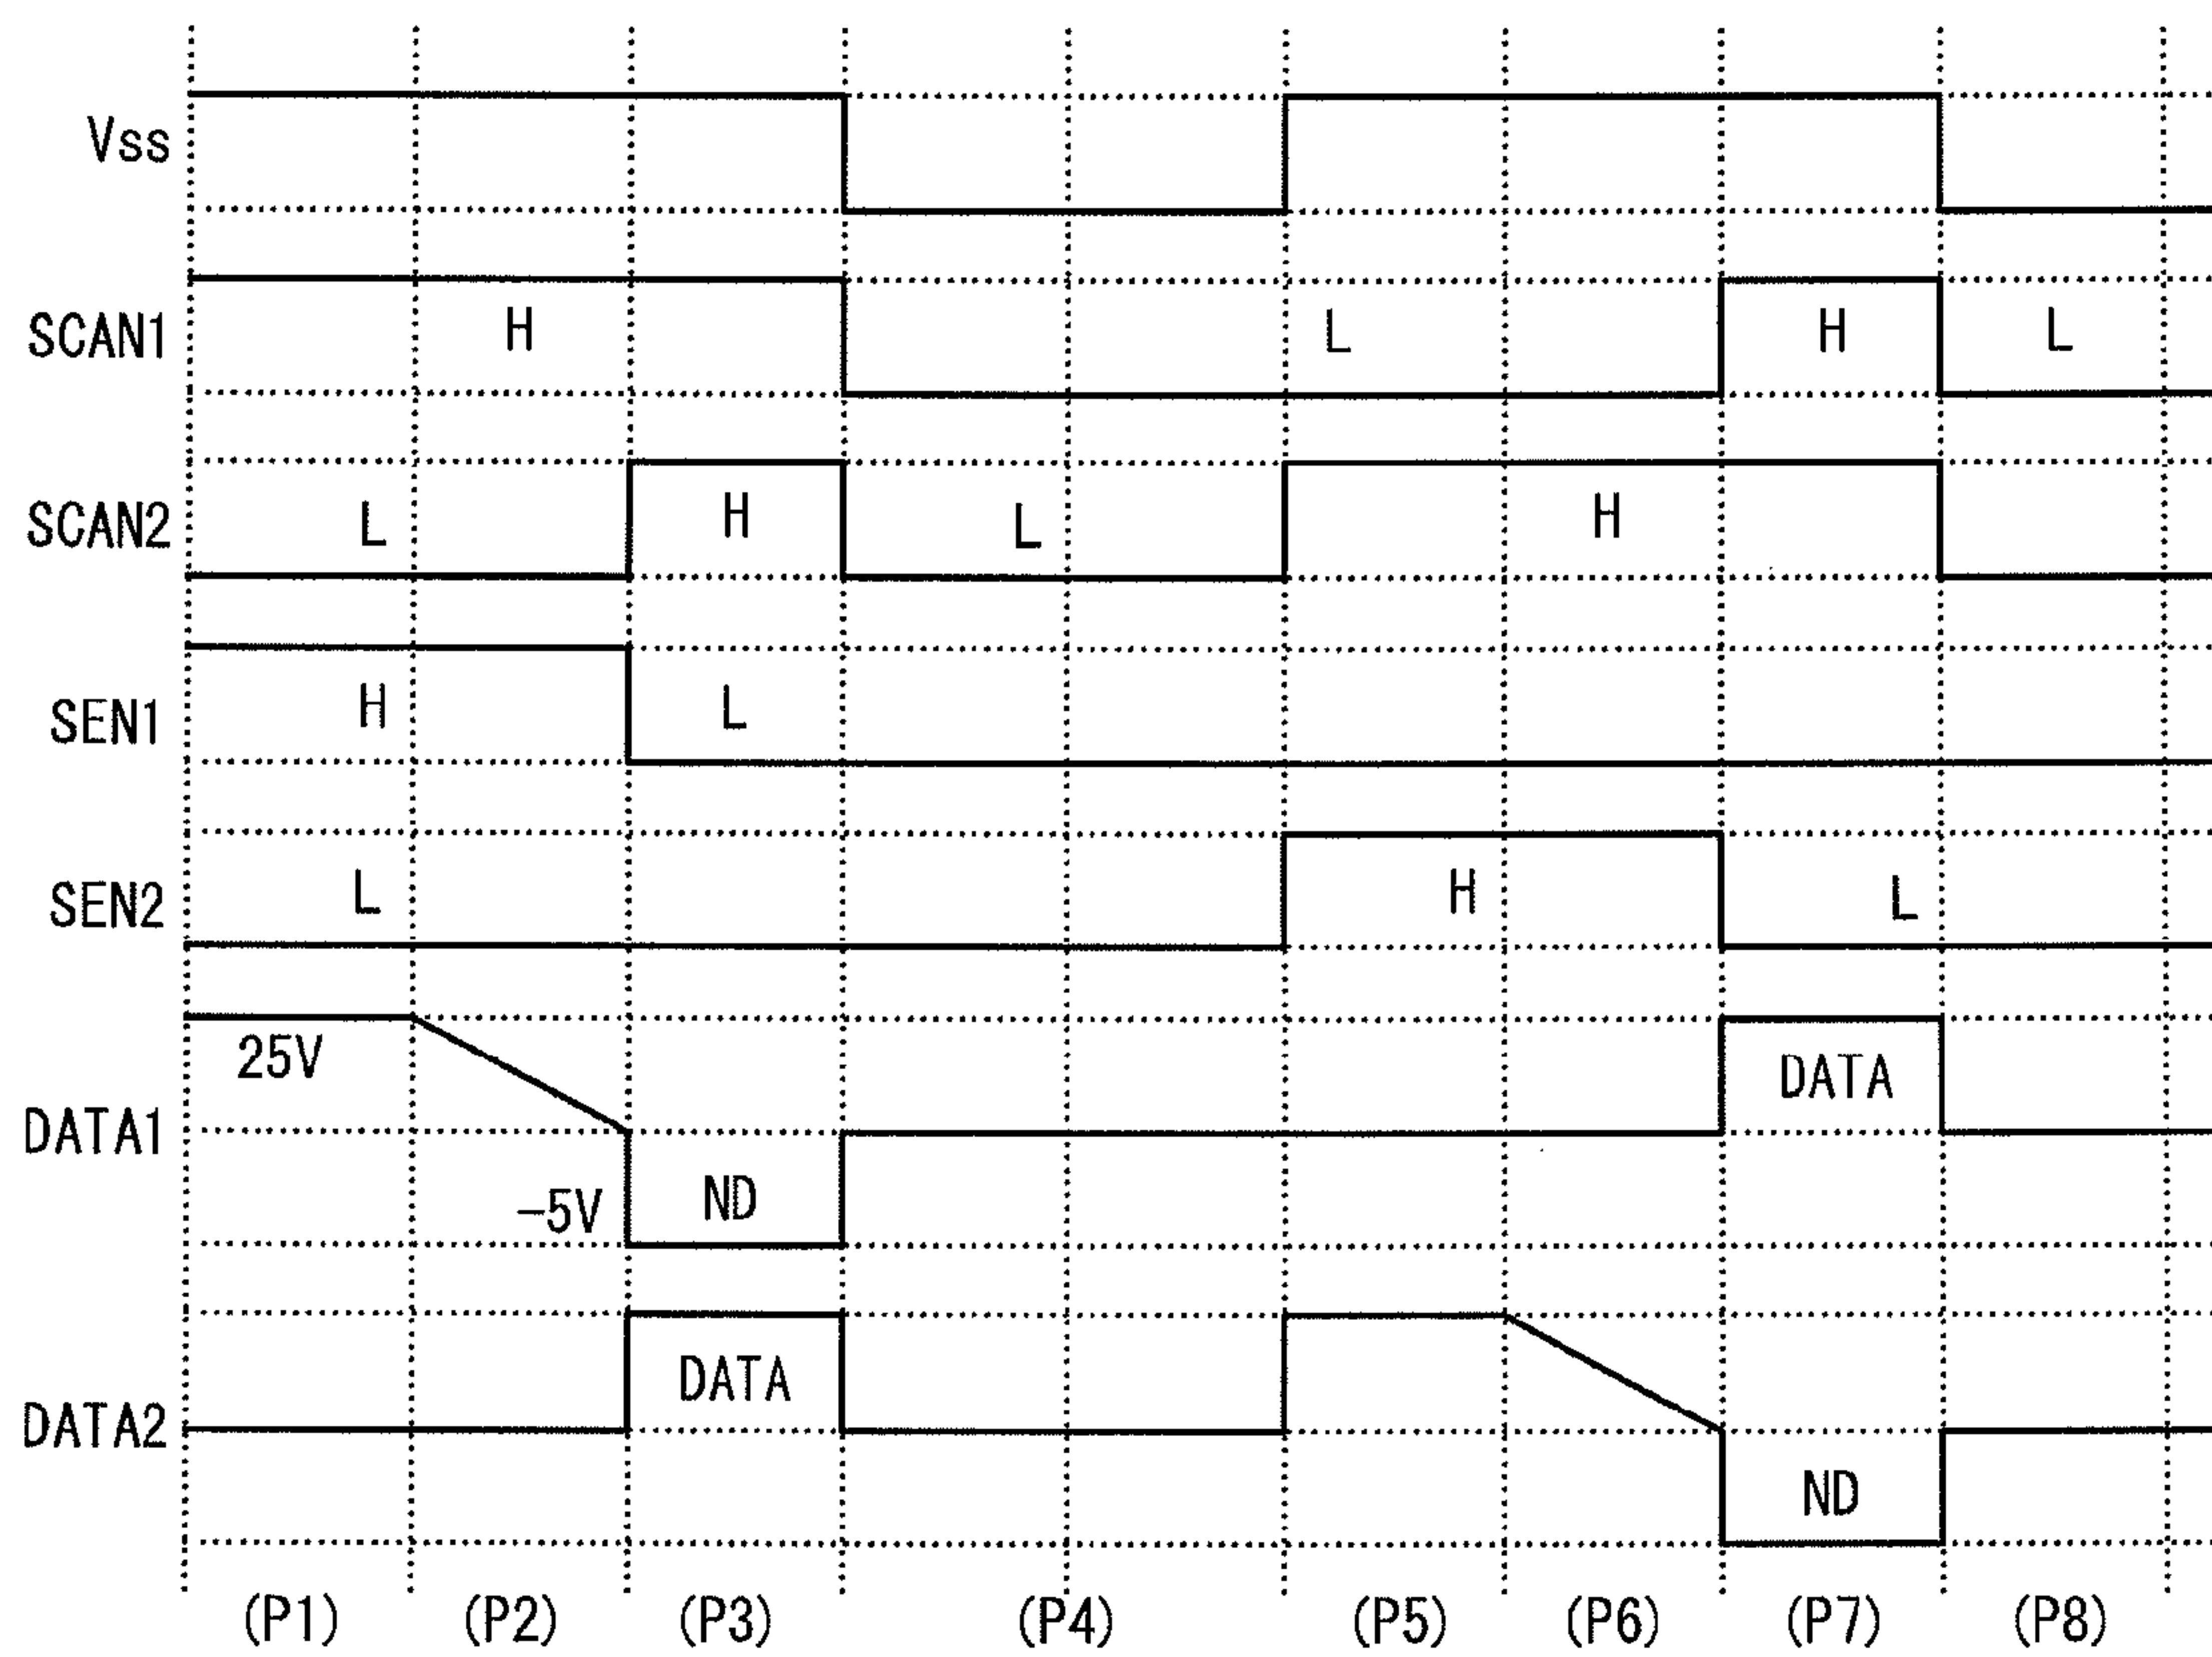 Vss
SCAN1 H L H L
SCAN2 L H L H
SEN1 H L
SEN2 L H L
DATA1 25V -5V ND DATA
DATA2 DATA ND
(P1) (P2) (P3) (P4) (P5) (P6) (P7) (P8)